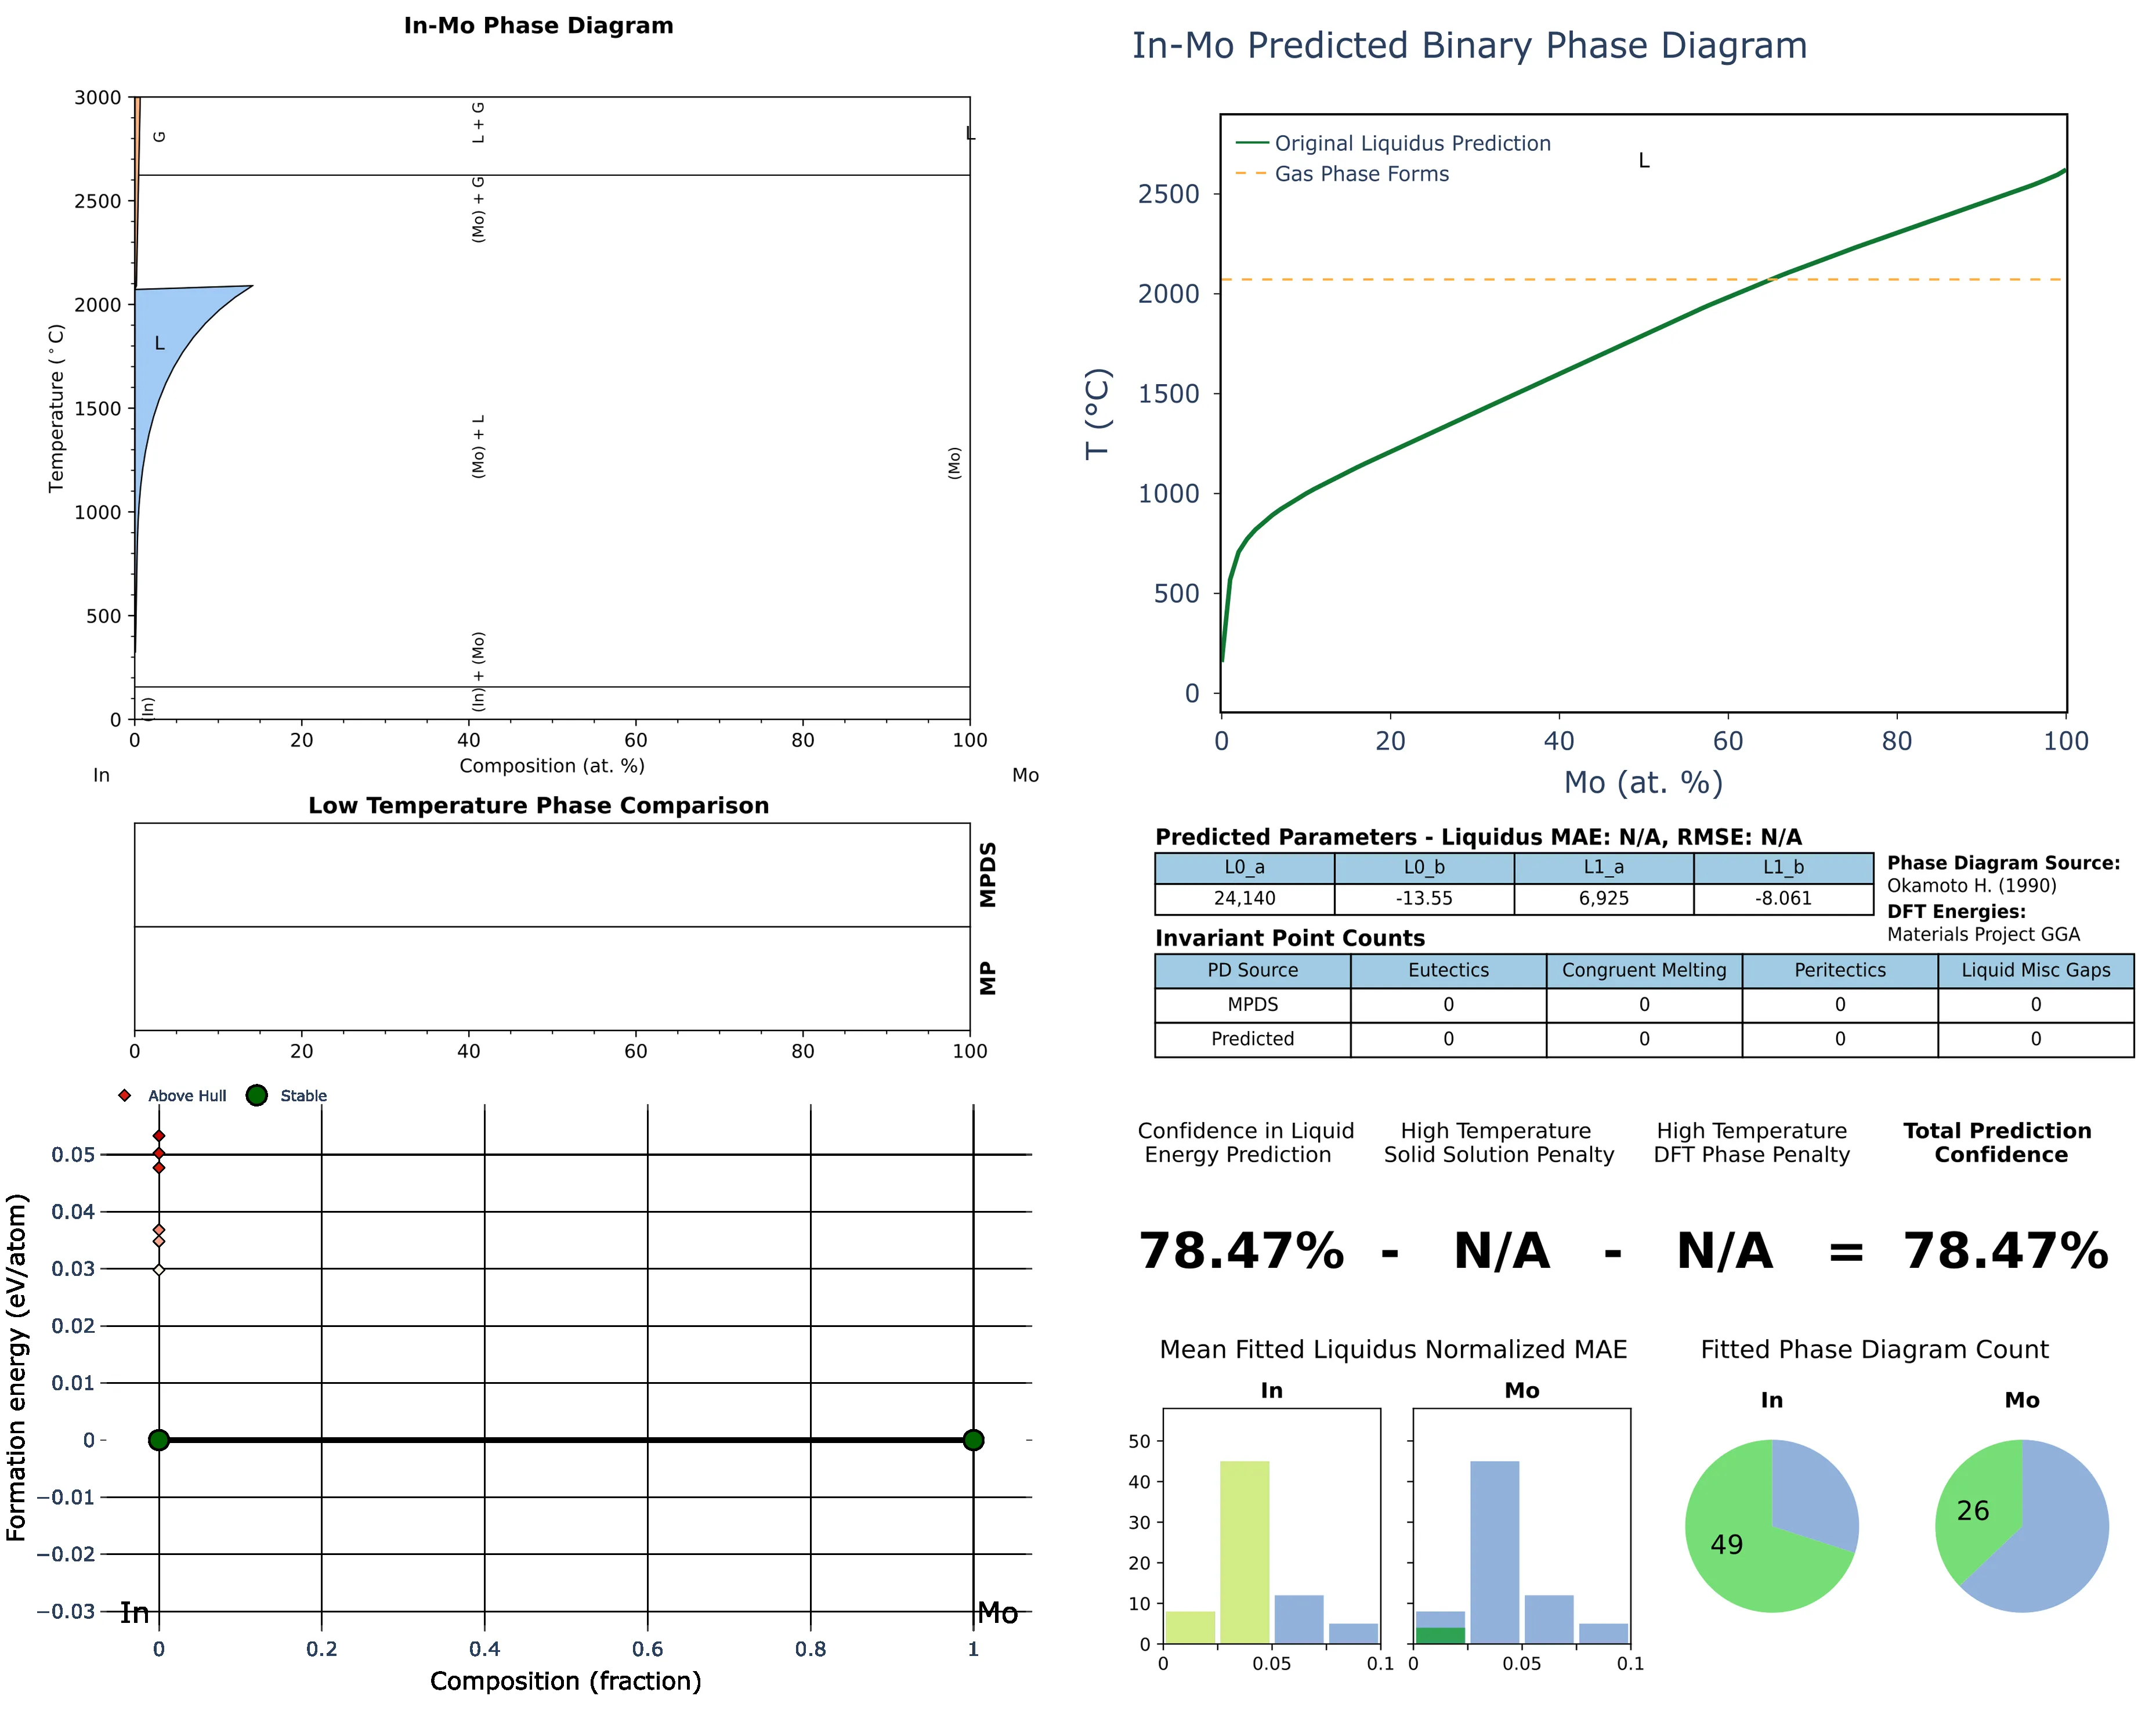 In-Mo Phase Diagram
3000
2500
2000
1500
1000
500
0
Temperature (°C)
G
L + G
L
(Mo) + G
L
(Mo) + L
(Mo)
(In) + (Mo)
(In)
0 20 40 60 80 100
Composition (at. %)
In Mo
Low Temperature Phase Comparison
MPDS
MP
0 20 40 60 80 100
Above Hull Stable
0.05
0.04
0.03
0.02
0.01
0
−0.01
−0.02
−0.03
Formation energy (eV/atom)
In Mo
0 0.2 0.4 0.6 0.8 1
Composition (fraction)
In-Mo Predicted Binary Phase Diagram
Original Liquidus Prediction
Gas Phase Forms
L
2500
2000
1500
1000
500
0
T (°C)
0 20 40 60 80 100
Mo (at. %)
Predicted Parameters - Liquidus MAE: N/A, RMSE: N/A
L0_a L0_b L1_a L1_b
24,140 -13.55 6,925 -8.061
Phase Diagram Source:
Okamoto H. (1990)
DFT Energies:
Materials Project GGA
Invariant Point Counts
PD Source Eutectics Congruent Melting Peritectics Liquid Misc Gaps
MPDS 0 0 0 0
Predicted 0 0 0 0
Confidence in Liquid
Energy Prediction
High Temperature
Solid Solution Penalty
High Temperature
DFT Phase Penalty
Total Prediction
Confidence
78.47% - N/A - N/A = 78.47%
Mean Fitted Liquidus Normalized MAE
In Mo
50
40
30
20
10
0
0 0.05 0.1
0 0.05 0.1
Fitted Phase Diagram Count
In Mo
49
26